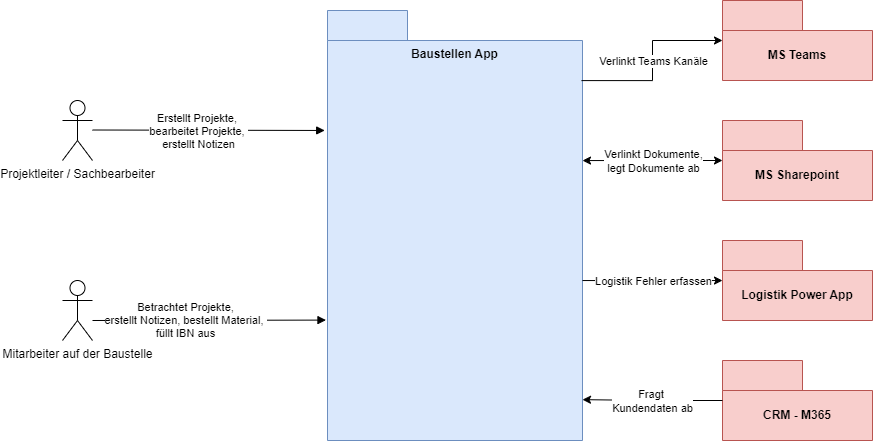 Baustellen App
MS Teams
Verlinkt Teams Kanäle
Erstellt Projekte,
bearbeitet Projekte,
erstellt Notizen
Projektleiter / Sachbearbeiter
Verlinkt Dokumente,
legt Dokumente ab
MS Sharepoint
Logistik Fehler erfassen
Logistik Power App
Betrachtet Projekte,
erstellt Notizen, bestellt Material,
füllt IBN aus
Mitarbeiter auf der Baustelle
Fragt
Kundendaten ab
CRM - M365